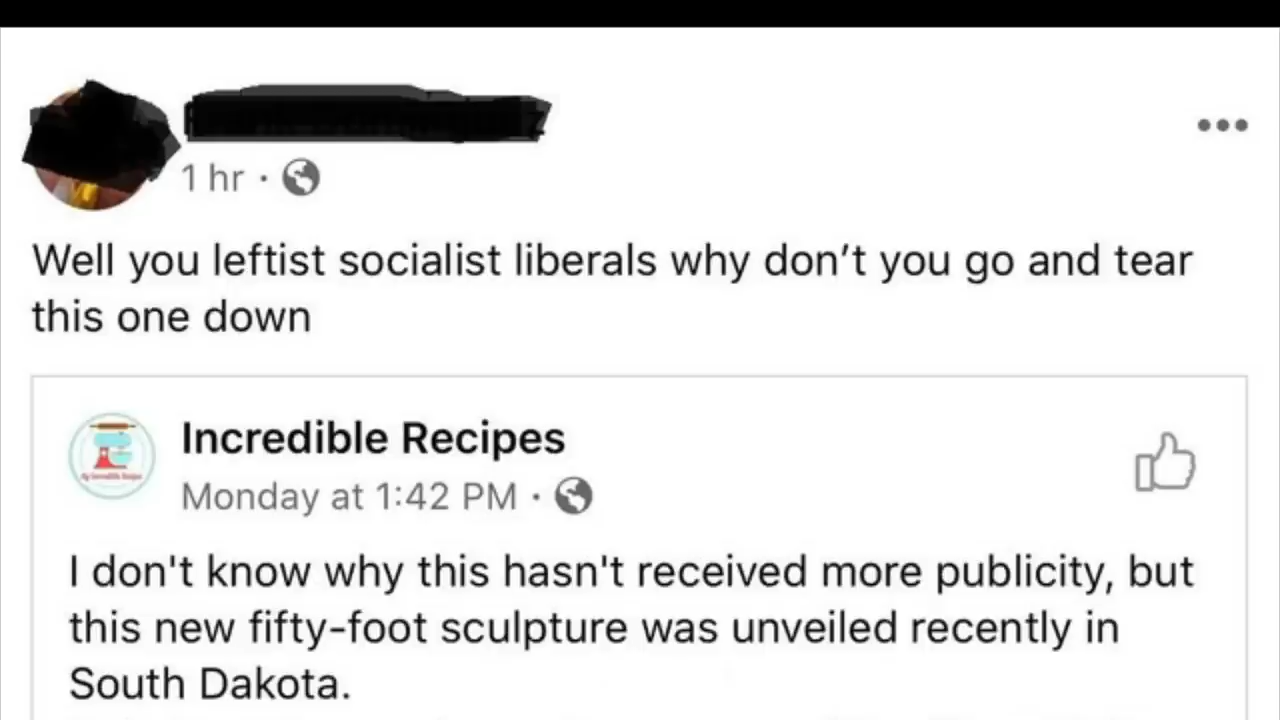 1 hr ·
Well you leftist socialist liberals why don’t you go and tear
this one down
Incredible Recipes
Monday at 1:42 PM ·
I don't know why this hasn't received more publicity, but
this new fifty-foot sculpture was unveiled recently in
South Dakota.